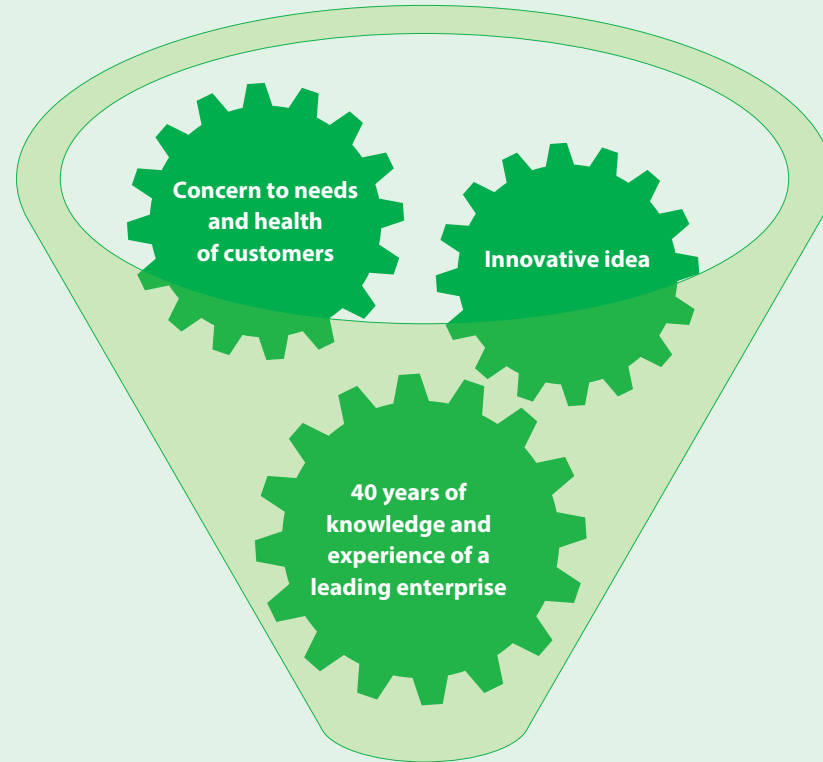 Concern to needs
and health
of customers
Innovative idea
40 years of
knowledge and
experience of a
leading enterprise